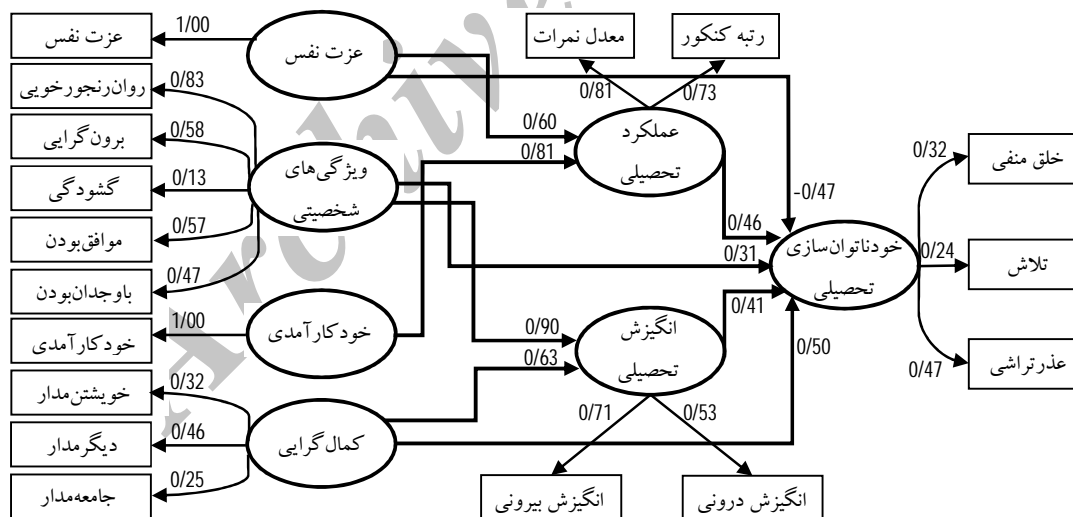 عزت نفس
1/00
عزت نفس
معدل نمرات
رتبه کنکور
روان‌رنجورخویی
0/83
0/81
0/73
برون‌گرایی
0/58
0/60
عملکرد
تحصیلی
0/81
خلق منفی
0/32
گشودگی
0/13
ویژگی‌های
شخصیتی
-0/47
موافق‌بودن
0/57
0/46
خودناتوان‌سازی
تحصیلی
0/31
0/24
تلاش
باوجدان‌بودن
0/47
0/41
خودکارآمدی
1/00
خودکارآمدی
0/90
انگیزش
تحصیلی
0/63
0/50
0/47
عذرتراشی
خویشتن‌مدار
0/32
دیگرمدار
0/46
کمال‌گرایی
0/71
0/53
جامعه‌مدار
0/25
انگیزش بیرونی
انگیزش درونی
Archive